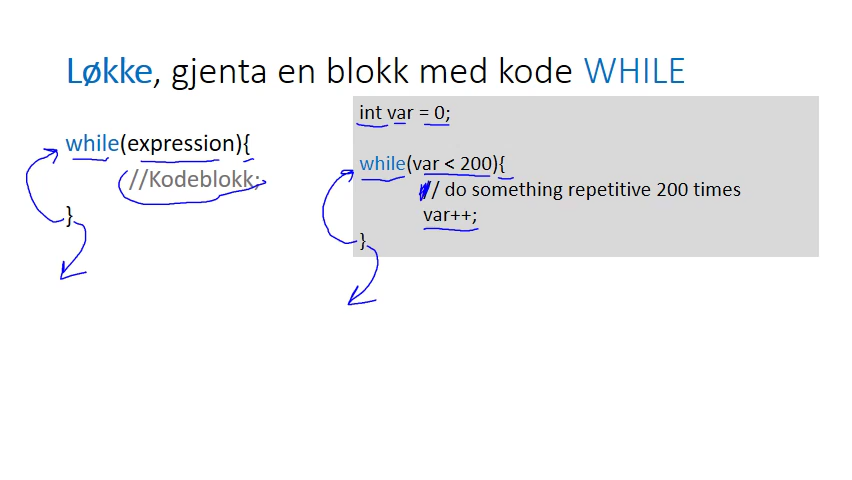 Løkke, gjenta en blokk med kode WHILE
while(expression){
//Kodeblokk;
}
int var = 0;
while(var < 200){
// do something repetitive 200 times
var++;
}